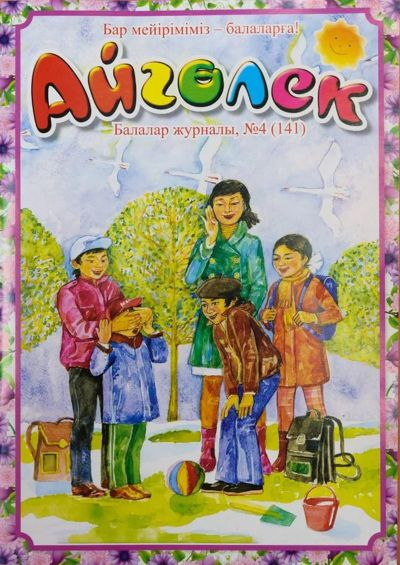 Бар мейіріміміз – балаларға!
Айгөлек
Балалар журналы, №4 (141)